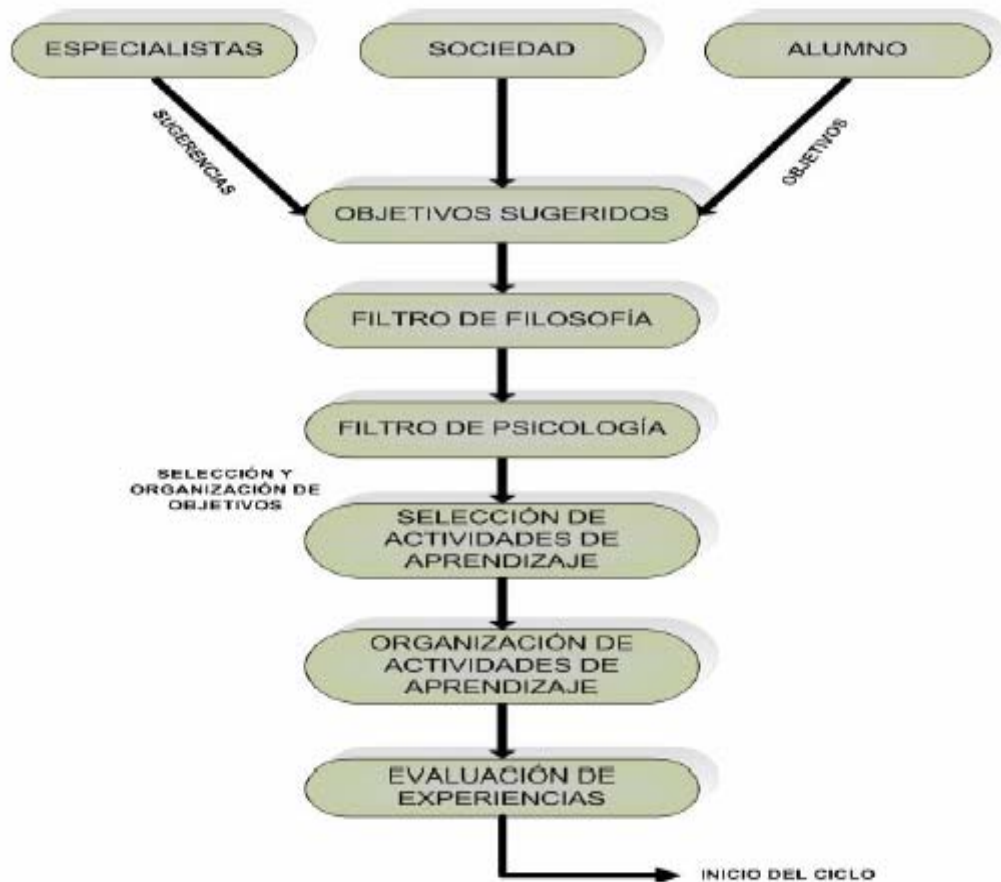 ESPECIALISTAS
SOCIEDAD
ALUMNO
SUGERENCIAS
OBJETIVOS
OBJETIVOS SUGERIDOS
FILTRO DE FILOSOFÍA
FILTRO DE PSICOLOGÍA
SELECCIÓN Y
ORGANIZACIÓN DE
OBJETIVOS
SELECCIÓN DE
ACTIVIDADES DE
APRENDIZAJE
ORGANIZACIÓN DE
ACTIVIDADES DE
APRENDIZAJE
EVALUACIÓN DE
EXPERIENCIAS
INICIO DEL CICLO